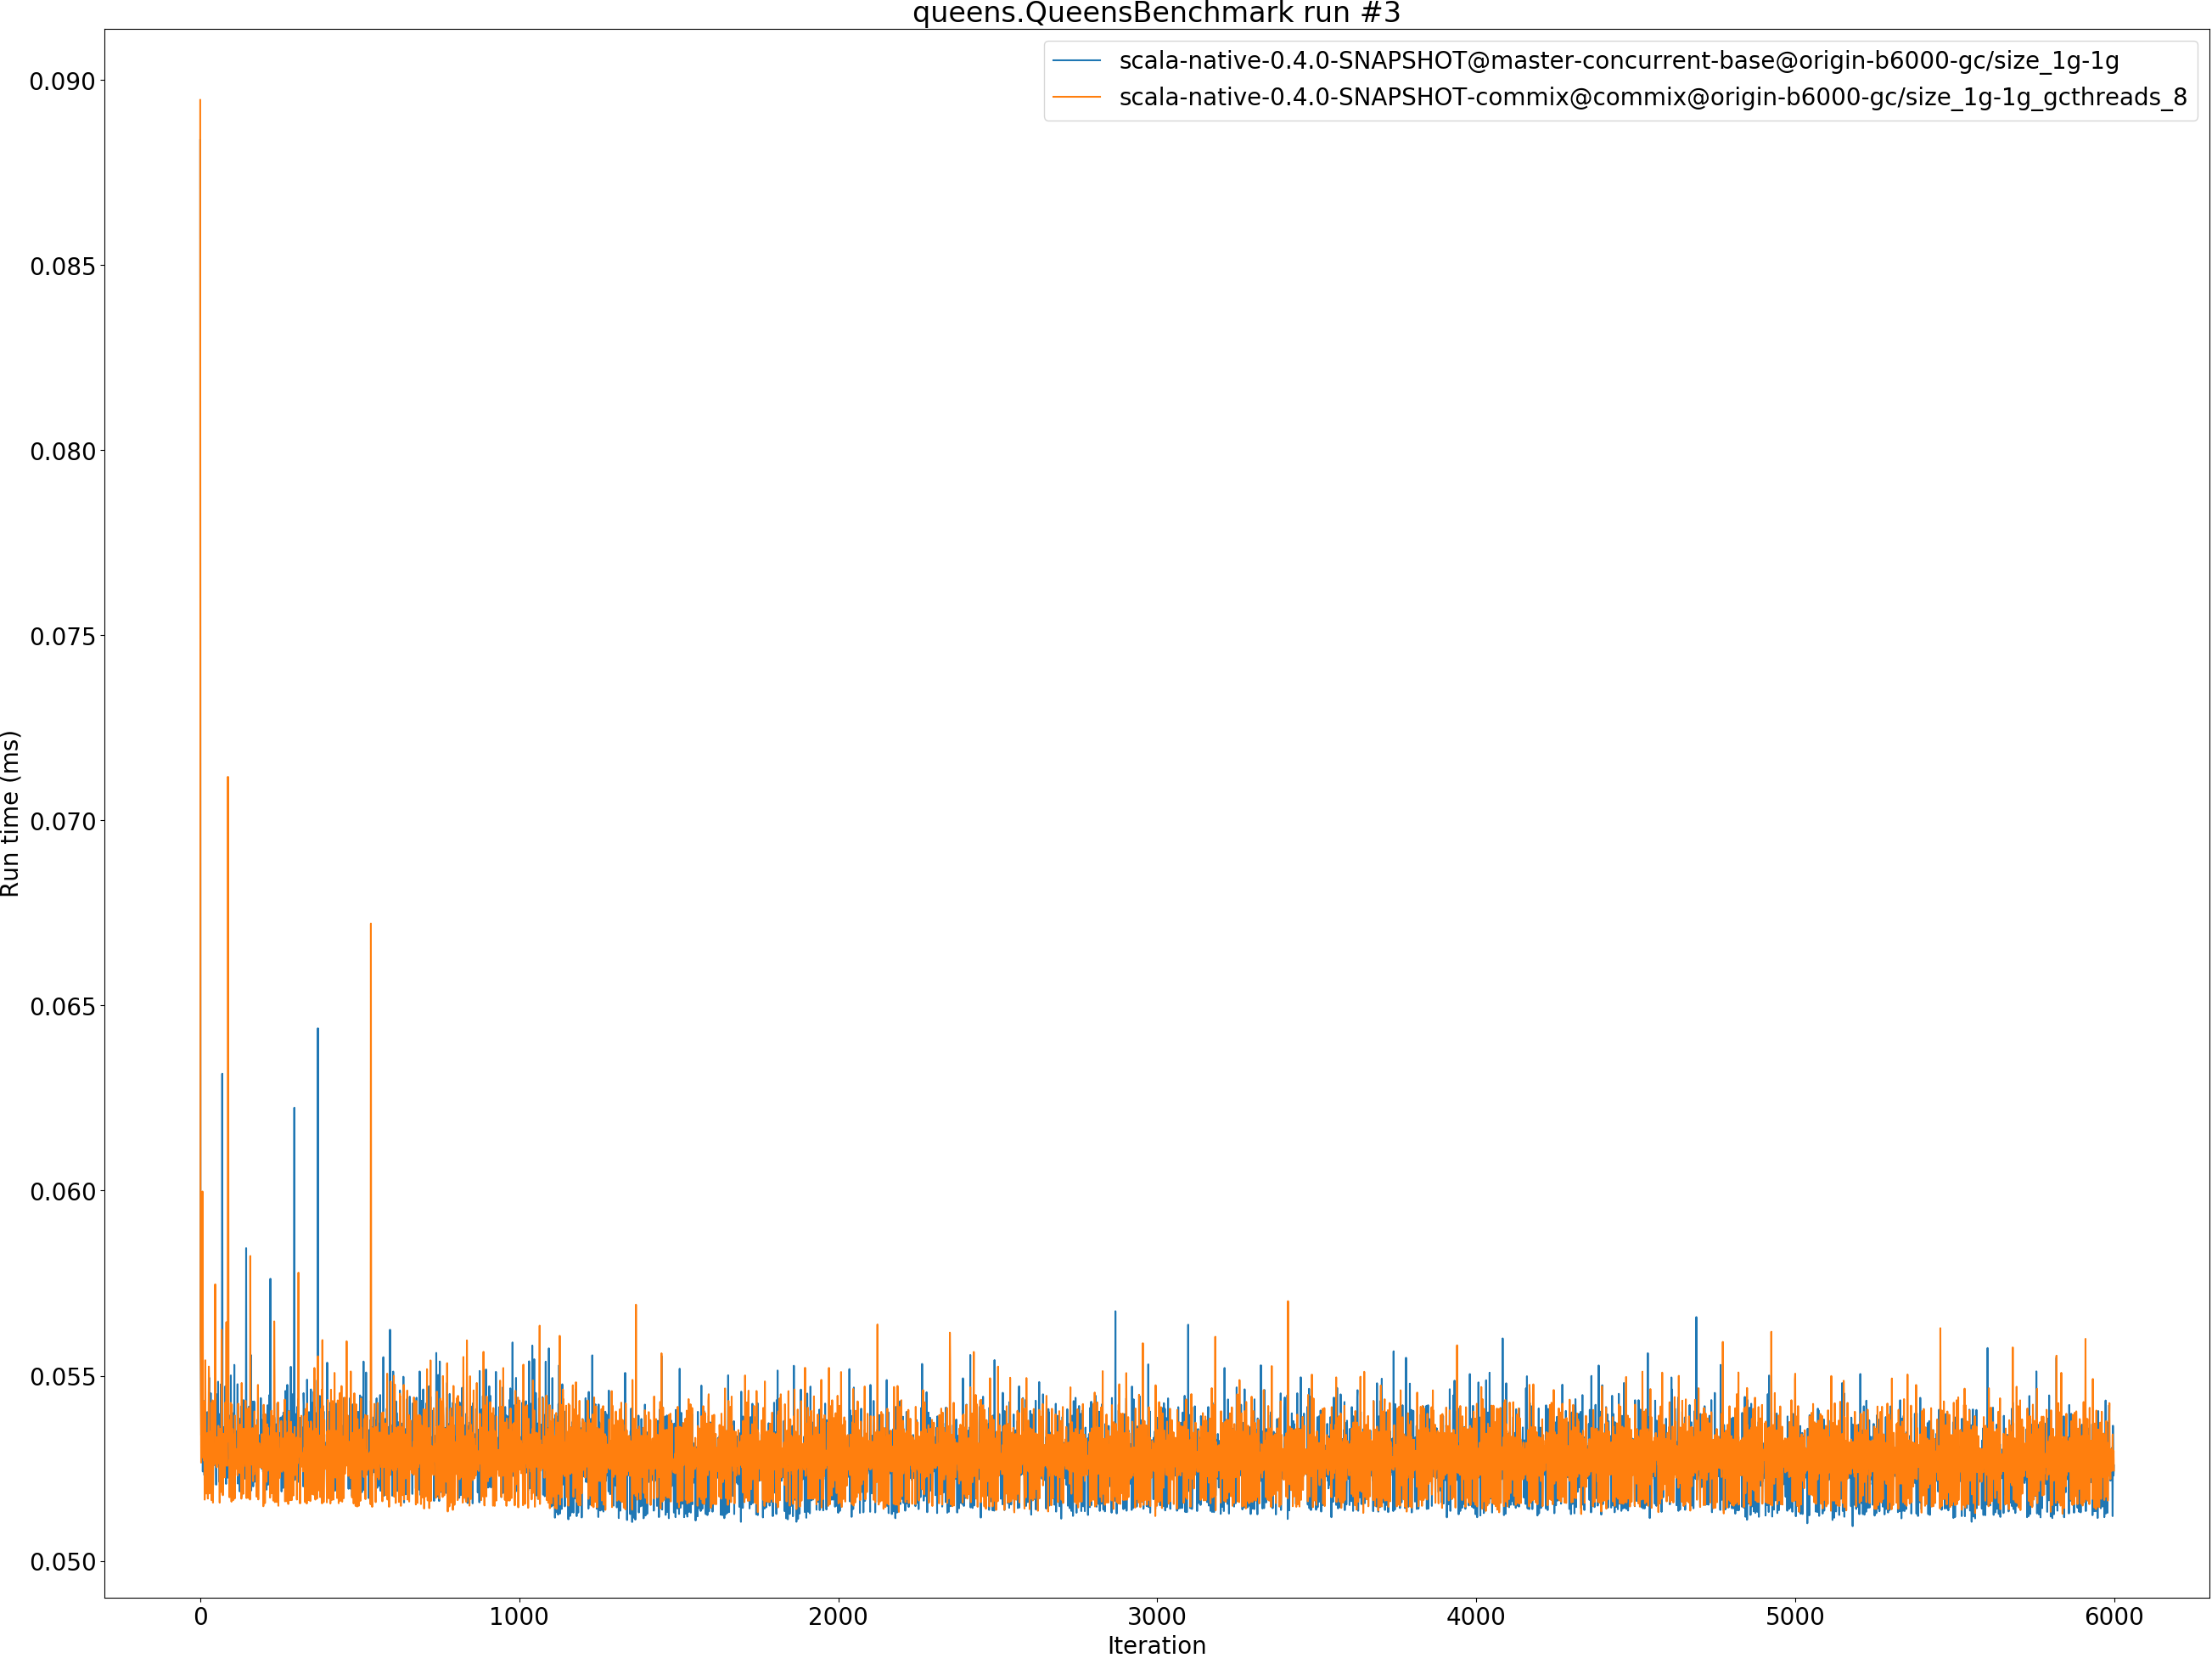 queens.QueensBenchmark run #3
scala-native-0.4.0-SNAPSHOT@master-concurrent-base@origin-b6000-gc/size_1g-1g
scala-native-0.4.0-SNAPSHOT-commix@commix@origin-b6000-gc/size_1g-1g_gcthreads_8
0.090
0.085
0.080
0.075
0.070
0.065
0.060
0.055
0.050
Run time (ms)
0 1000 2000 3000 4000 5000 6000
Iteration